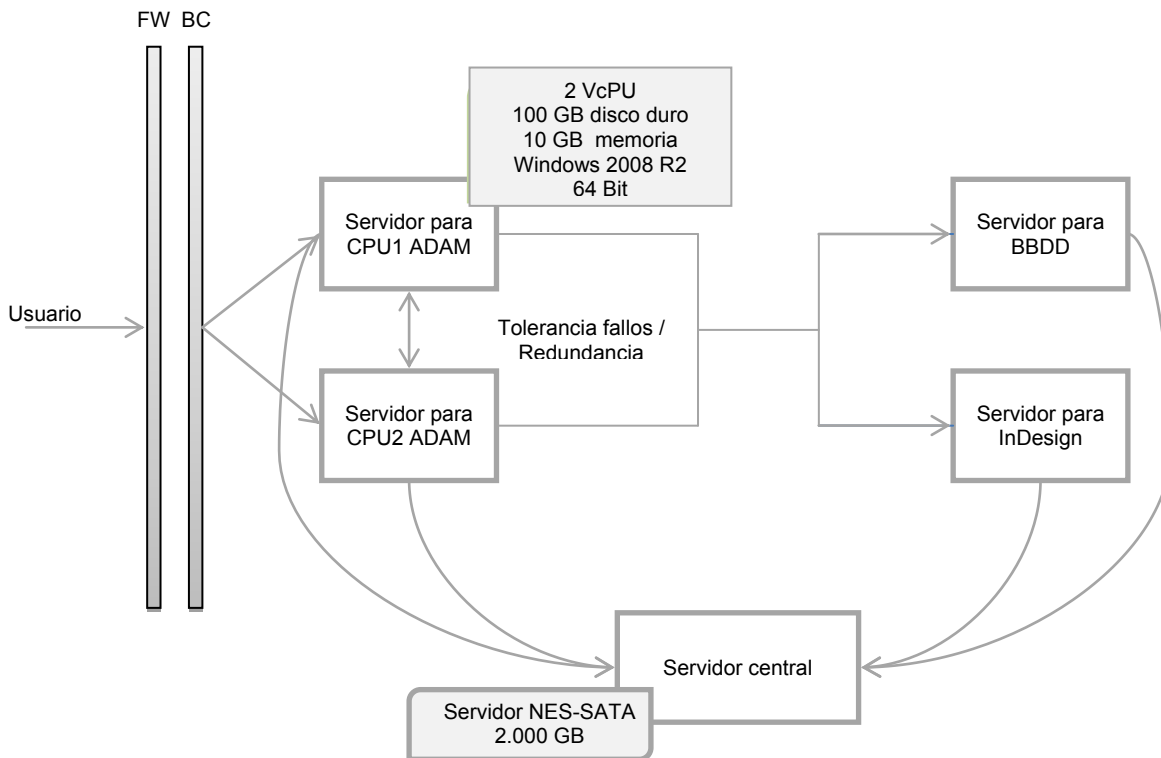 FW BC
2 VcPU
100 GB disco duro
10 GB memoria
Windows 2008 R2
64 Bit
Servidor para
CPU1 ADAM
Servidor para
BBDD
Usuario
Tolerancia fallos /
Redundancia
Servidor para
CPU2 ADAM
Servidor para
InDesign
Servidor central
Servidor NES-SATA
2.000 GB